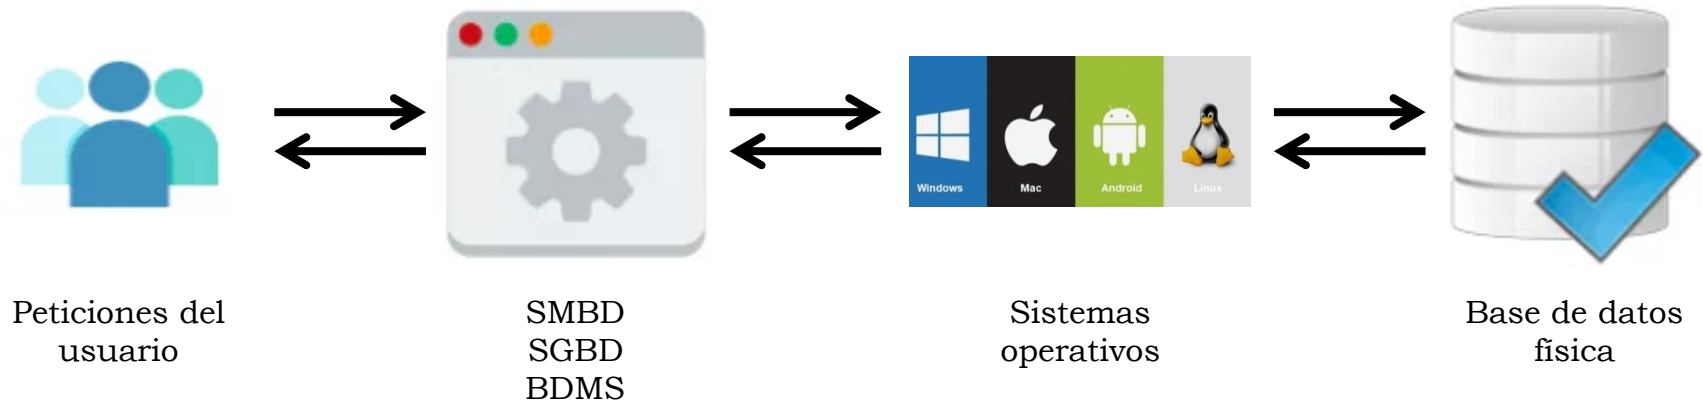 Windows
Mac
Android
Linux
Peticiones del
usuario
SMBD
SGBD
BDMS
Sistemas
operativos
Base de datos
física